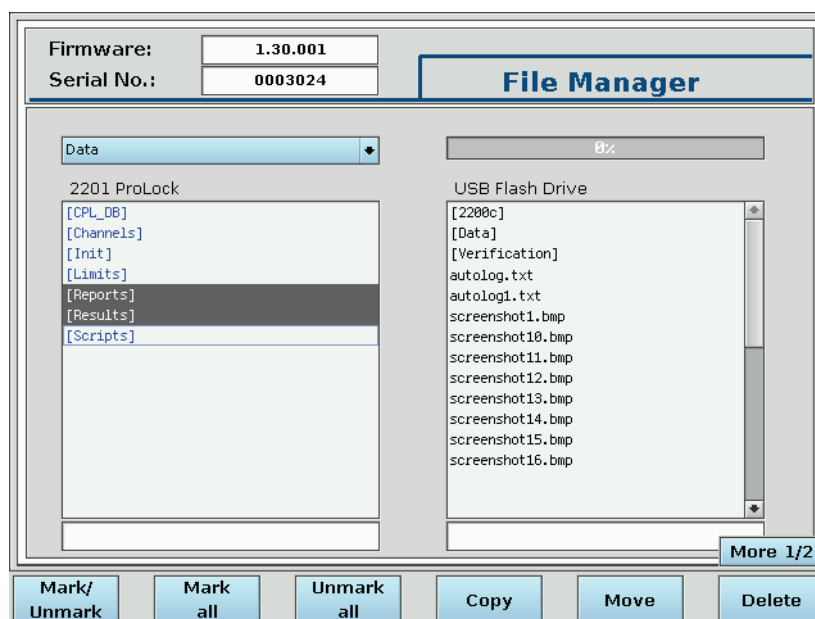 Firmware:
1.30.001
Serial No.:
0003024
File Manager
Data
0%
2201 ProLock
USB Flash Drive
[CPL_DB]
[Channels]
[Init]
[Limits]
[Reports]
[Results]
[Scripts]
[2200c]
[Data]
[Verification]
autolog.txt
autolog1.txt
screenshot1.bmp
screenshot10.bmp
screenshot11.bmp
screenshot12.bmp
screenshot13.bmp
screenshot14.bmp
screenshot15.bmp
screenshot16.bmp
More 1/2
Mark/
Unmark
Mark
all
Unmark
all
Copy
Move
Delete